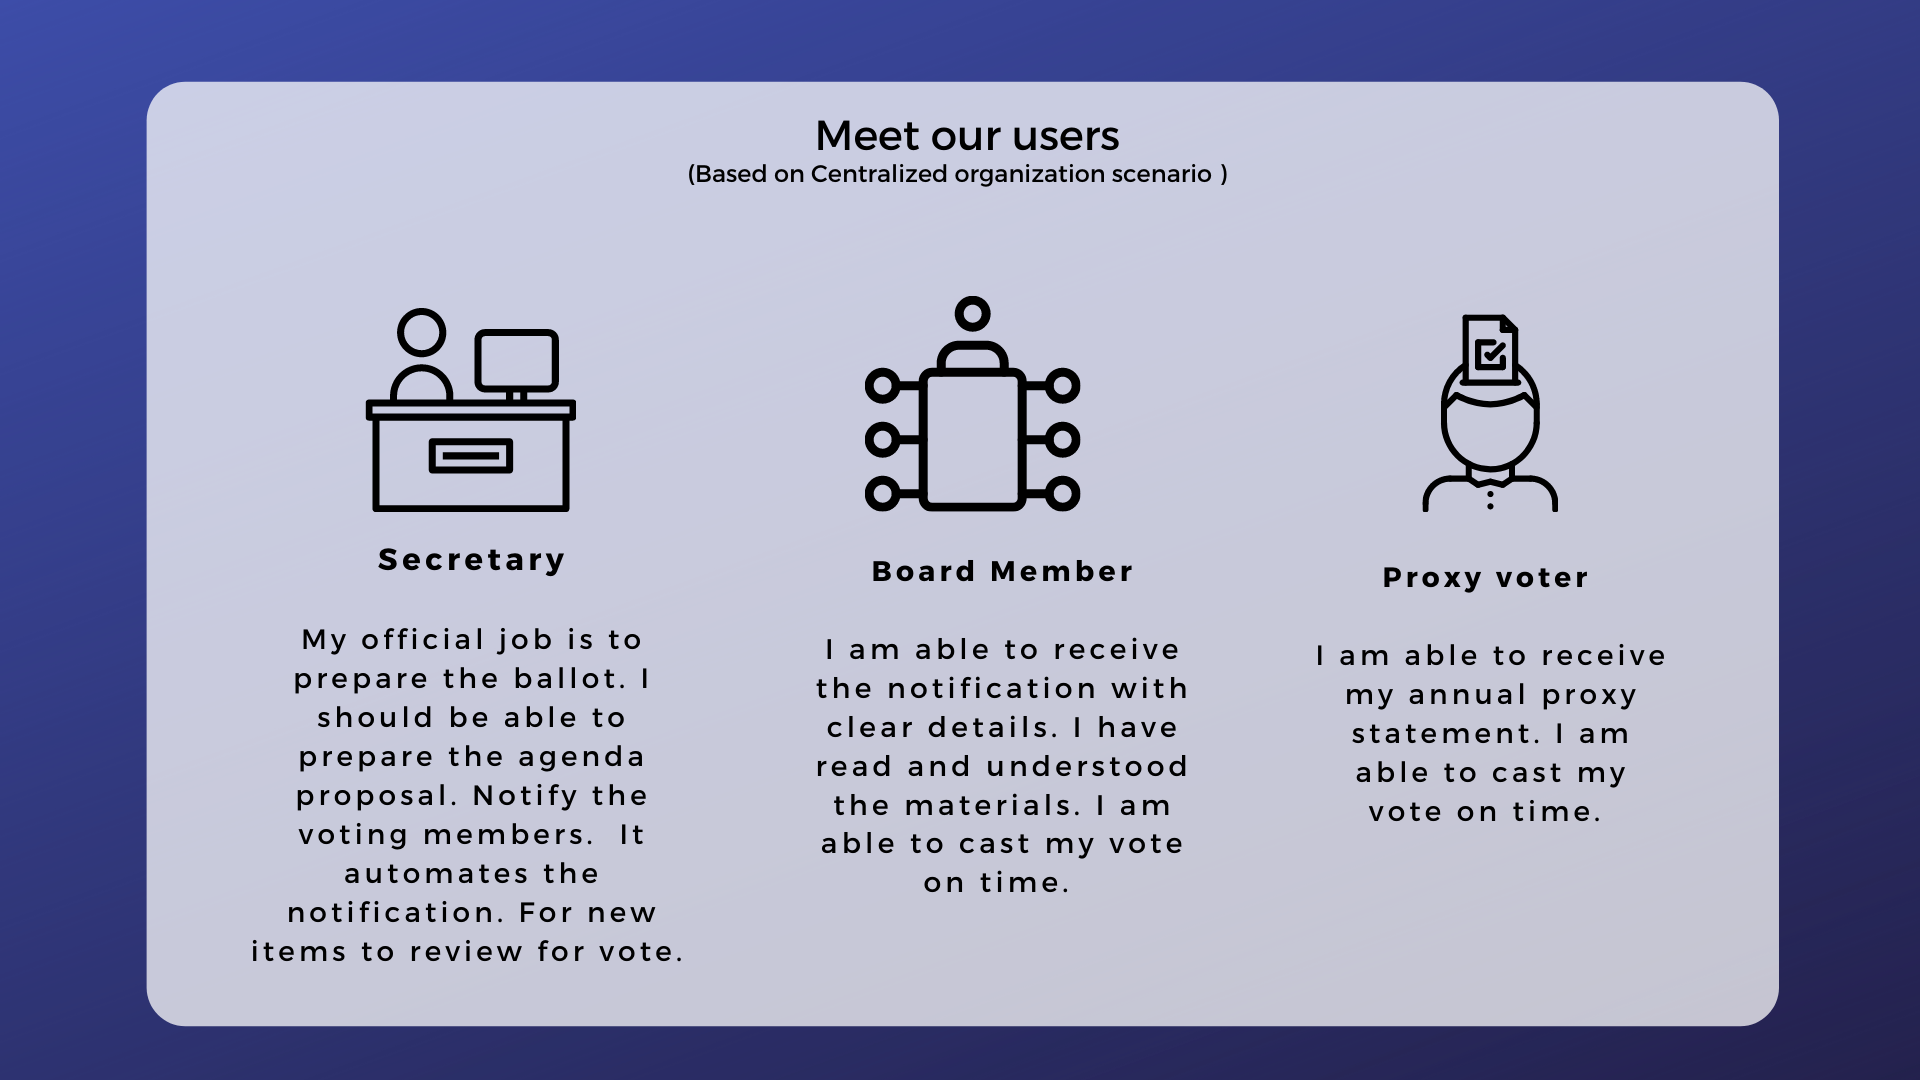 Meet our users
(Based on Centralized organization scenario )
Secretary
My official job is to
prepare the ballot. I
should be able to
prepare the agenda
proposal. Notify the
voting members.  It
automates the
notification. For new
items to review for vote.
Board Member
I am able to receive
the notification with
clear details. I have
read and understood
the materials. I am
able to cast my vote
on time.
Proxy voter
I am able to receive
my annual proxy
statement. I am
able to cast my
vote on time.